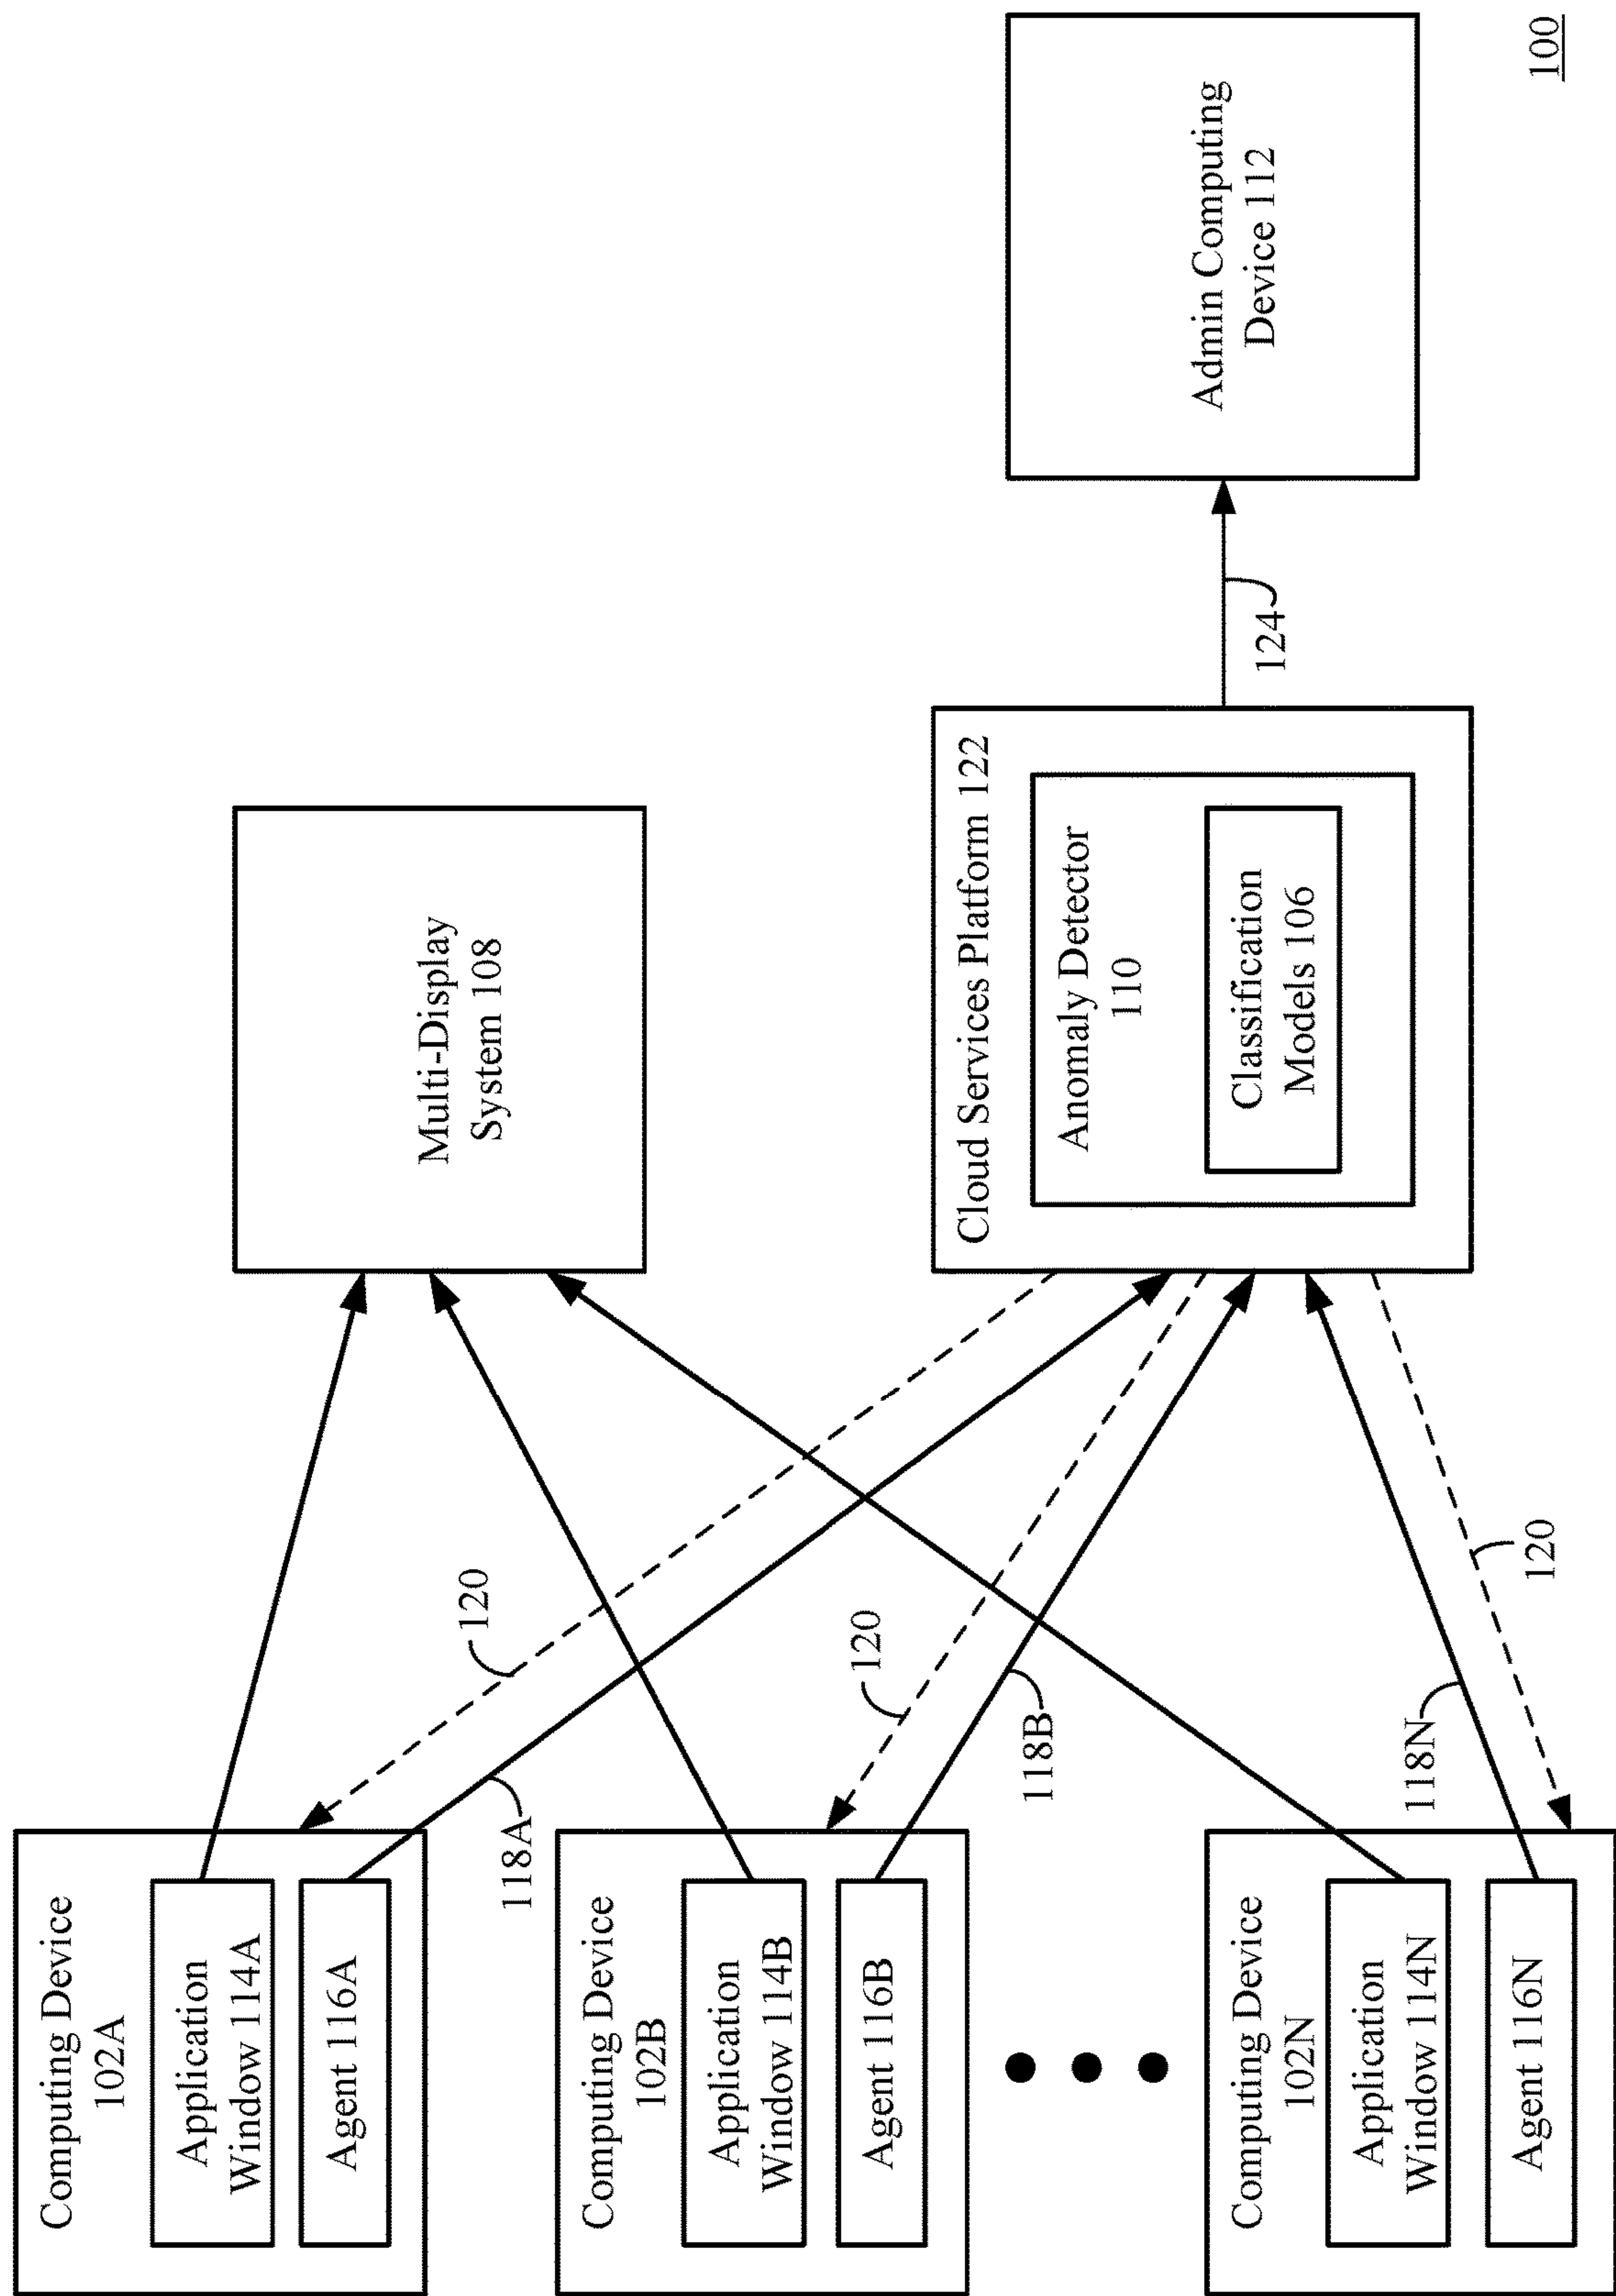 Computing Device
102A
Application
Window 114A
Agent 116A
118A
120
Multi-Display
System 108
Computing Device
102B
Application
Window 114B
Agent 116B
118B
120
Cloud Services Platform 122
Anomaly Detector
110
Classification
Models 106
124
Admin Computing
Device 112
Computing Device
102N
Application
Window 114N
Agent 116N
118N
120
100